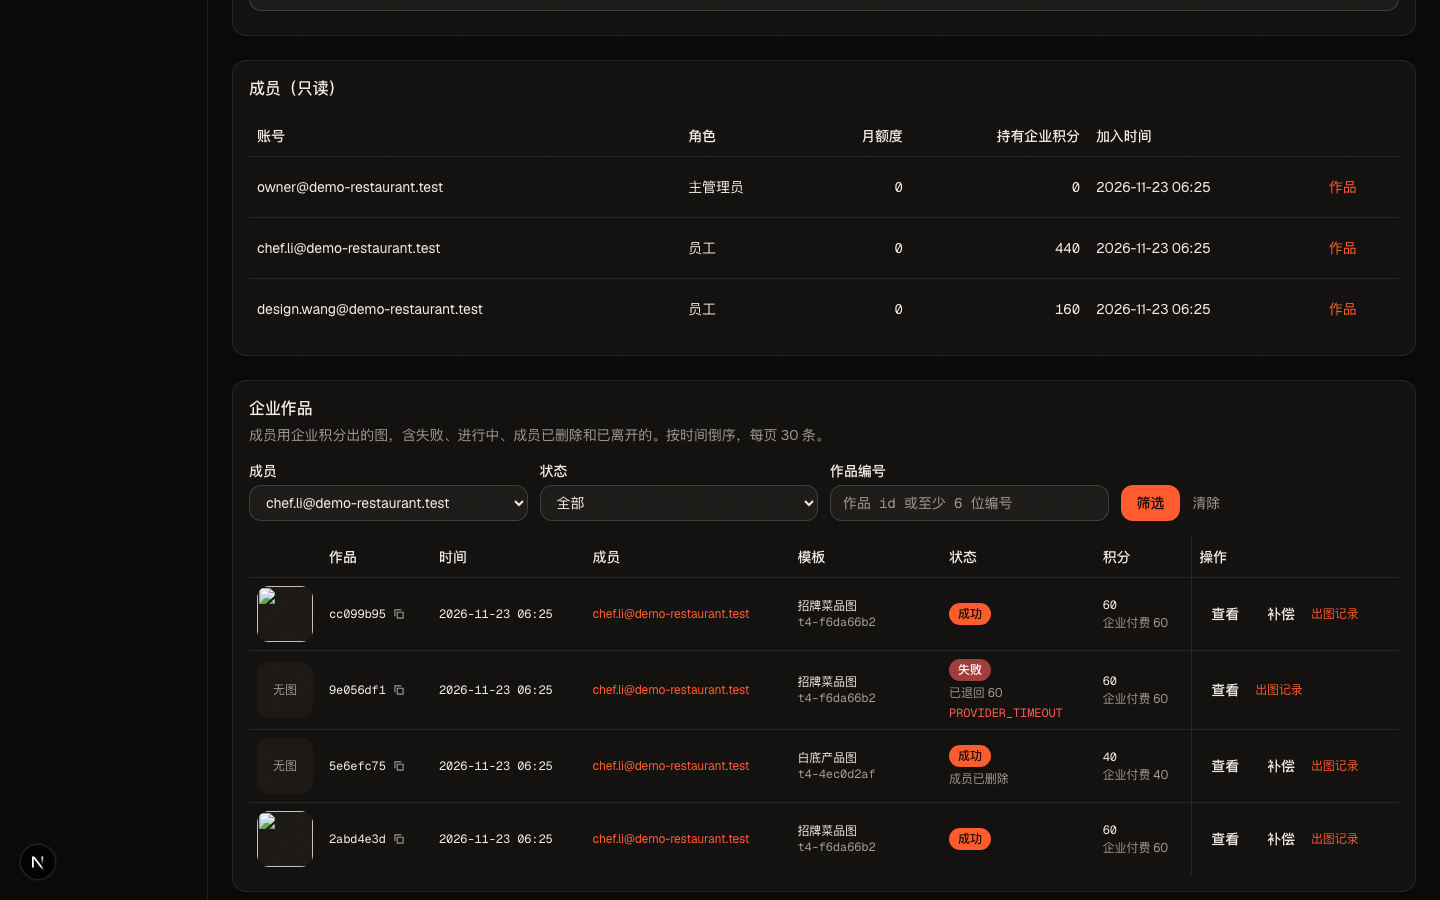 成员（只读）
账号 角色 月额度 持有企业积分 加入时间
owner@demo-restaurant.test 主管理员 0 0 2026-11-23 06:25 作品
chef.li@demo-restaurant.test 员工 0 440 2026-11-23 06:25 作品
design.wang@demo-restaurant.test 员工 0 160 2026-11-23 06:25 作品
企业作品
成员用企业积分出的图，含失败、进行中、成员已删除和已离开的。按时间倒序，每页 30 条。
成员 状态 作品编号
chef.li@demo-restaurant.test 全部 作品 id 或至少 6 位编号 筛选 清除
作品 时间 成员 模板 状态 积分 操作
cc099b95 2026-11-23 06:25 chef.li@demo-restaurant.test 招牌菜品图 成功 60 查看 补偿 出图记录
t4-f6da66b2 企业付费 60
无图 9e056df1 2026-11-23 06:25 chef.li@demo-restaurant.test 招牌菜品图 失败 60 查看 出图记录
t4-f6da66b2 已退回 60 企业付费 60
PROVIDER_TIMEOUT
无图 5e6efc75 2026-11-23 06:25 chef.li@demo-restaurant.test 白底产品图 成功 40 查看 补偿 出图记录
t4-4ec0d2af 成员已删除 企业付费 40
2abd4e3d 2026-11-23 06:25 chef.li@demo-restaurant.test 招牌菜品图 成功 60 查看 补偿 出图记录
t4-f6da66b2 企业付费 60
N